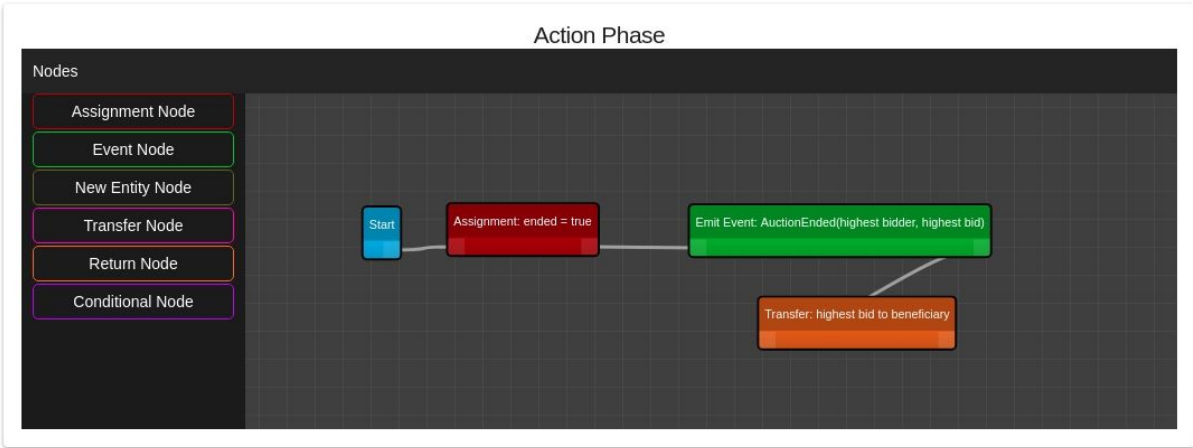 Action Phase
Nodes
Assignment Node
Event Node
New Entity Node
Transfer Node
Return Node
Conditional Node
Start
Assignment: ended = true
Emit Event: AuctionEnded(highest bidder, highest bid)
Transfer: highest bid to beneficiary